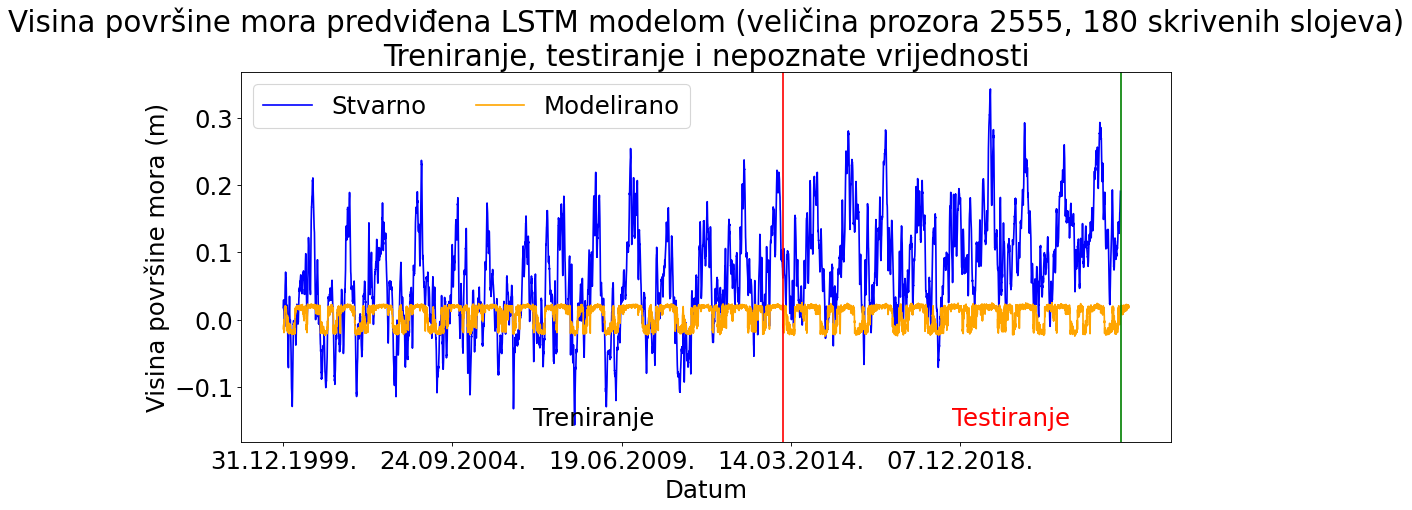 Visina površine mora predviđena LSTM modelom (veličina prozora 2555, 180 skrivenih slojeva)
Treniranje, testiranje i nepoznate vrijednosti
Stvarno
Modelirano
Visina površine mora (m)
0.3
0.2
0.1
0.0
−0.1
Treniranje
Testiranje
31.12.1999.
24.09.2004.
19.06.2009.
14.03.2014.
07.12.2018.
Datum